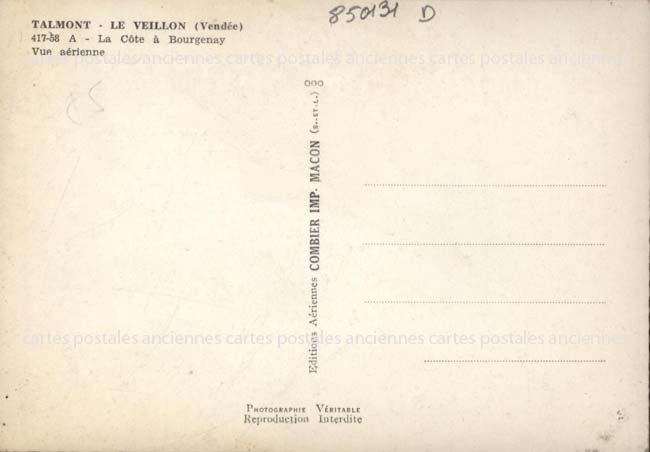 TALMONT - LE VEILLON (Vendée)
417-58 A - La Côte à Bourgenay
Vue aérienne
850131 D
cartes postales anciennes cartes postales anciennes cartes postales anciennes
Editions Aériennes COMBIER IMP. MACON (S.-ET-L.)
cartes postales anciennes cartes postales anciennes cartes postales anciennes
PHOTOGRAPHIE VÉRITABLE
Reproduction Interdite